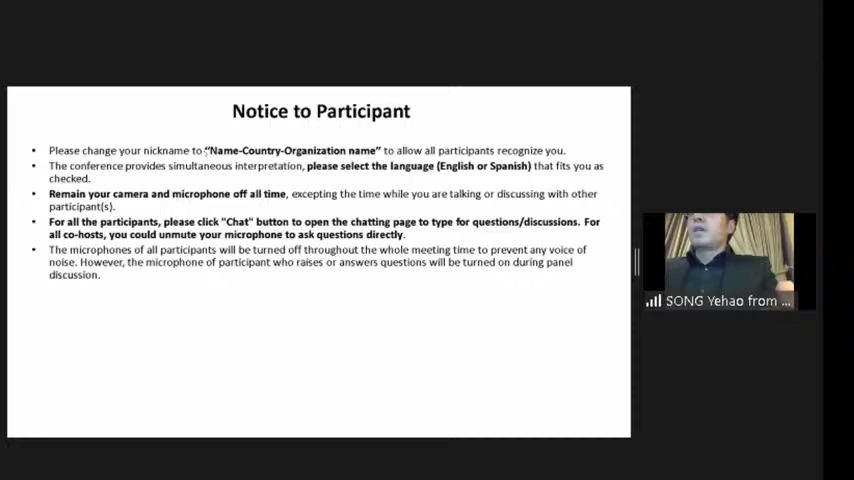 Notice to Participant
• Please change your nickname to “Name-Country-Organization name” to allow all participants recognize you.
• The conference provides simultaneous interpretation, please select the language (English or Spanish) that fits you as
checked.
• Remain your camera and microphone off all time, excepting the time while you are talking or discussing with other
participant(s).
• For all the participants, please click "Chat" button to open the chatting page to type for questions/discussions. For
all co-hosts, you could unmute your microphone to ask questions directly.
• The microphones of all participants will be turned off throughout the whole meeting time to prevent any voice of
noise. However, the microphone of participant who raises or answers questions will be turned on during panel
discussion.
SONG Yehao from ...